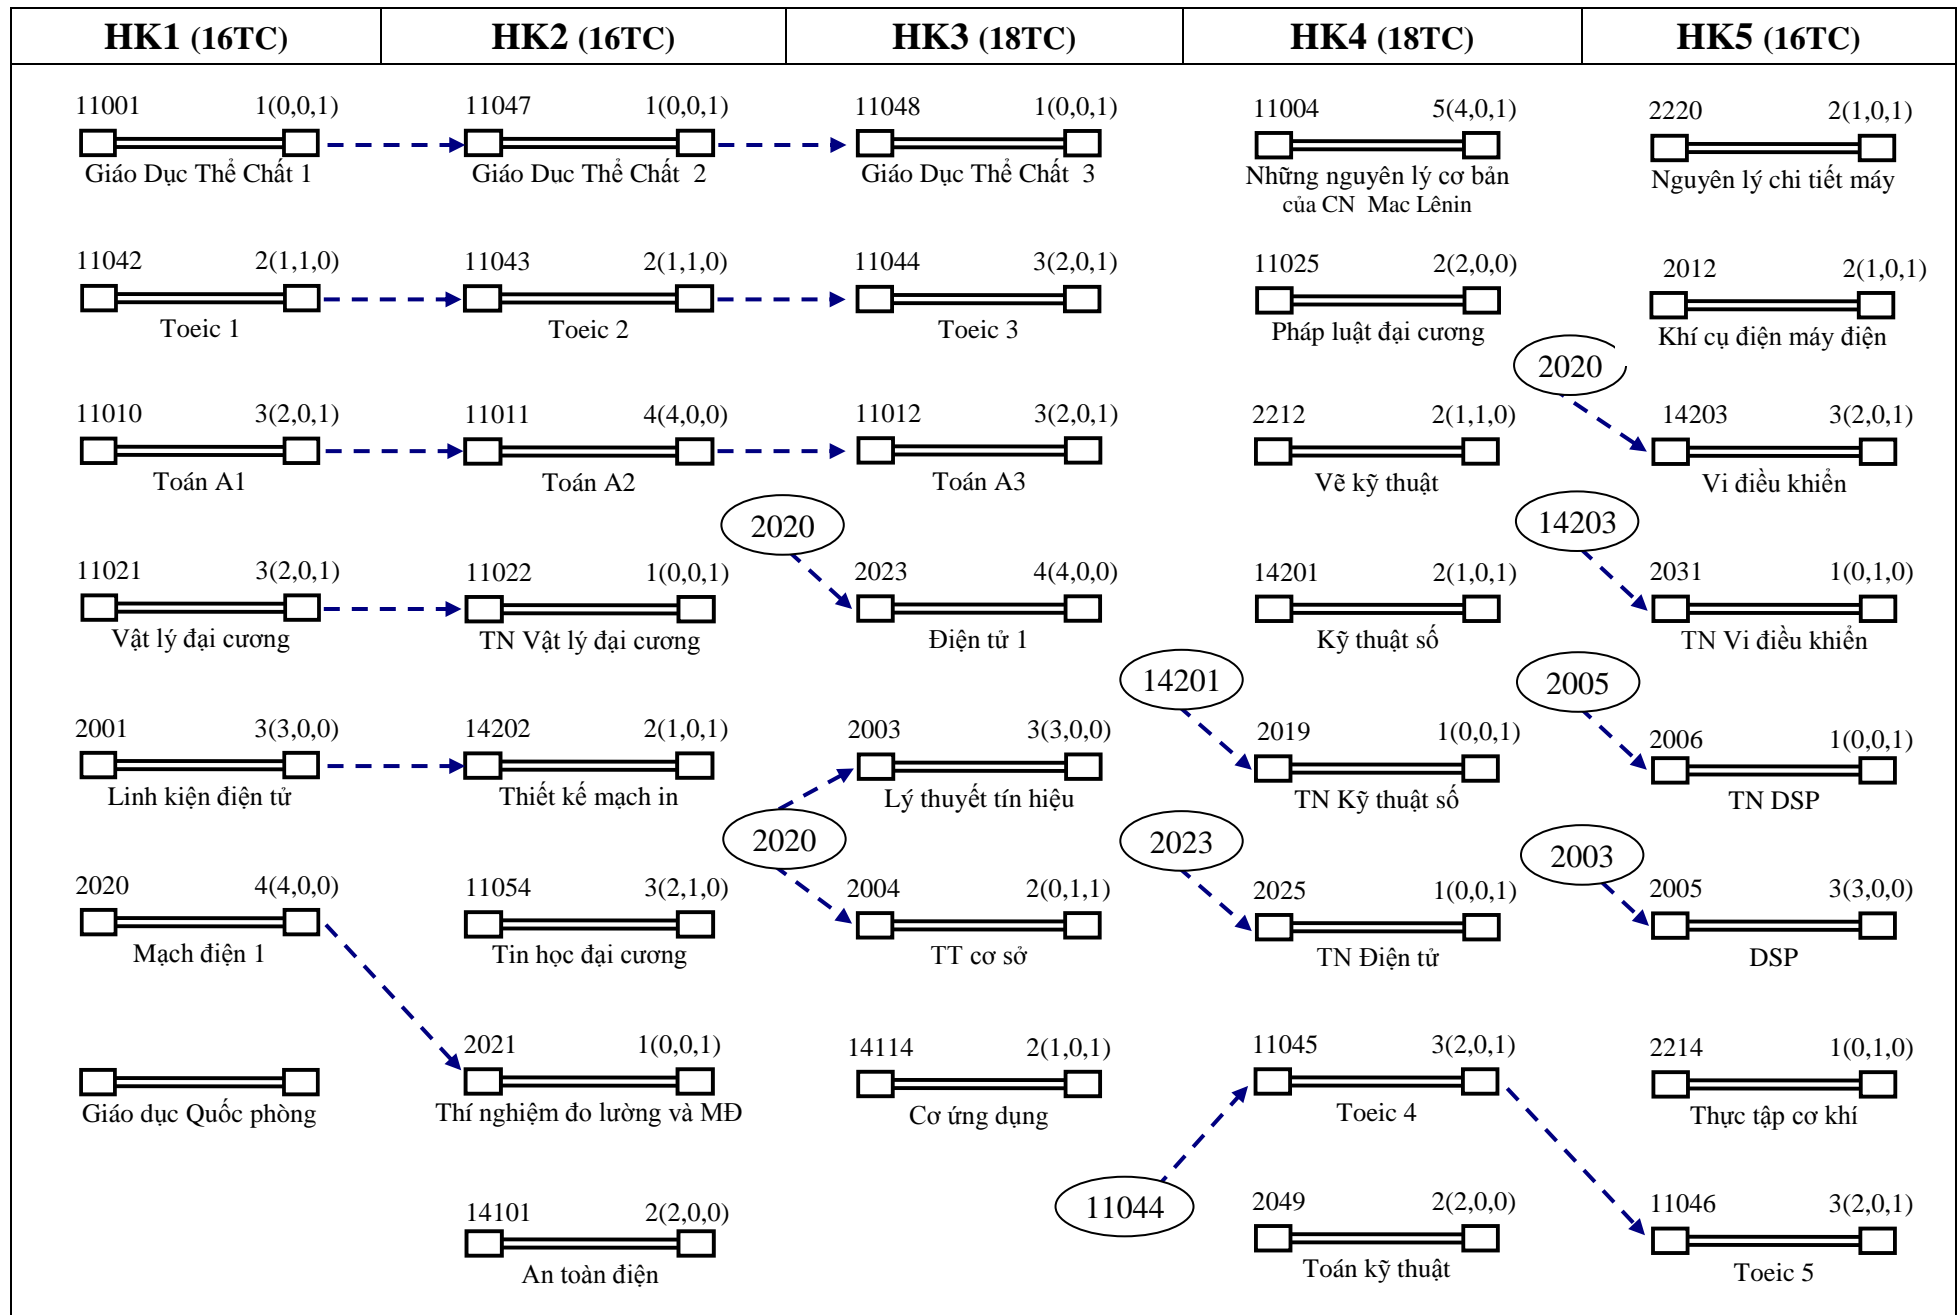 HK1 (16TC) HK2 (16TC) HK3 (18TC) HK4 (18TC) HK5 (16TC)
11001 1(0,0,1) 11047 1(0,0,1) 11048 1(0,0,1) 11004 5(4,0,1) 2220 2(1,0,1)
Giáo Dục Thể Chất 1 Giáo Dục Thể Chất 2 Giáo Dục Thể Chất 3 Những nguyên lý cơ bản Nguyên lý chi tiết máy
của CN Mac Lênin
11042 2(1,1,0) 11043 2(1,1,0) 11044 3(2,0,1) 11025 2(2,0,0) 2012 2(1,0,1)
Toeic 1 Toeic 2 Toeic 3 Pháp luật đại cương Khí cụ điện máy điện
2020
11010 3(2,0,1) 11011 4(4,0,0) 11012 3(2,0,1) 2212 2(1,1,0) 14203 3(2,0,1)
Toán A1 Toán A2 Toán A3 Vẽ kỹ thuật Vi điều khiển
2020 14203
11021 3(2,0,1) 11022 1(0,0,1) 2023 4(4,0,0) 14201 2(1,0,1) 2031 1(0,1,0)
Vật lý đại cương TN Vật lý đại cương Điện tử 1 Kỹ thuật số TN Vi điều khiển
14201 2005
2001 3(3,0,0) 14202 2(1,0,1) 2003 3(3,0,0) 2019 1(0,0,1) 2006 1(0,0,1)
Linh kiện điện tử Thiết kế mạch in Lý thuyết tín hiệu TN Kỹ thuật số TN DSP
2020 2023 2003
2020 4(4,0,0) 11054 3(2,1,0) 2004 2(0,1,1) 2025 1(0,0,1) 2005 3(3,0,0)
Mạch điện 1 Tin học đại cương TT cơ sở TN Điện tử DSP
2021 1(0,0,1) 14114 2(1,0,1) 11045 3(2,0,1) 2214 1(0,1,0)
Giáo dục Quốc phòng Thí nghiệm đo lường và MĐ Cơ ứng dụng Toeic 4 Thực tập cơ khí
11044
14101 2(2,0,0) 2049 2(2,0,0) 11046 3(2,0,1)
An toàn điện Toán kỹ thuật Toeic 5